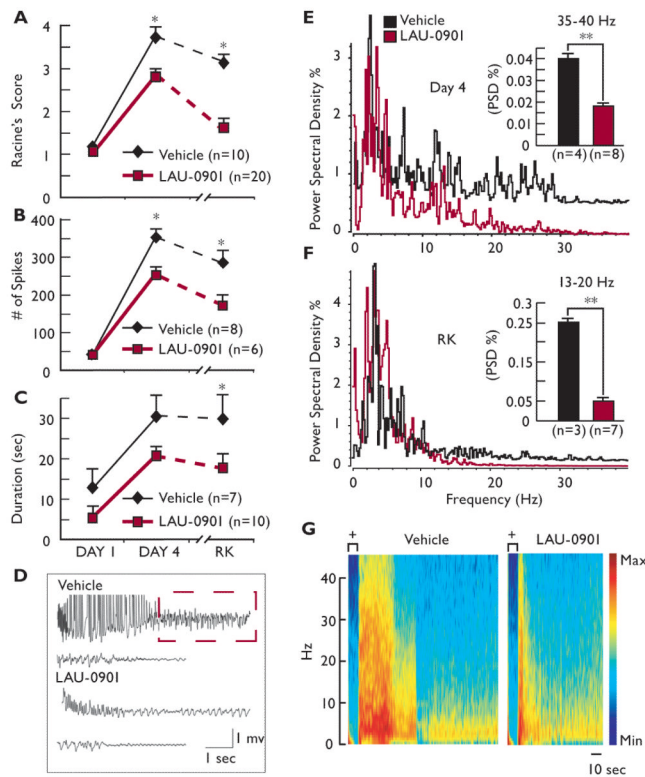 A
Racine's Score
4
3
2
1
0
*
*
Vehicle (n=10)
LAU-0901 (n=20)
B
# of Spikes
400
300
200
100
0
*
*
Vehicle (n=8)
LAU-0901 (n=6)
C
Duration (sec)
30
20
10
0
*
Vehicle (n=7)
LAU-0901 (n=10)
DAY 1
DAY 4
RK
D
Vehicle
LAU-0901
1 mv
1 sec
E
Vehicle
LAU-0901
Day 4
Power Spectral Density %
3
2
1
0
0
10
20
30
35-40 Hz
**
(PSD %)
0.04
0.03
0.02
0.01
0
(n=4)
(n=8)
F
RK
Power Spectral Density %
4
3
2
1
0
0
10
20
30
Frequency (Hz)
13-20 Hz
**
(PSD %)
0.25
0.15
0.05
0
(n=3)
(n=7)
G
+
Vehicle
+
LAU-0901
Hz
40
30
20
10
0
Max
Min
10 sec